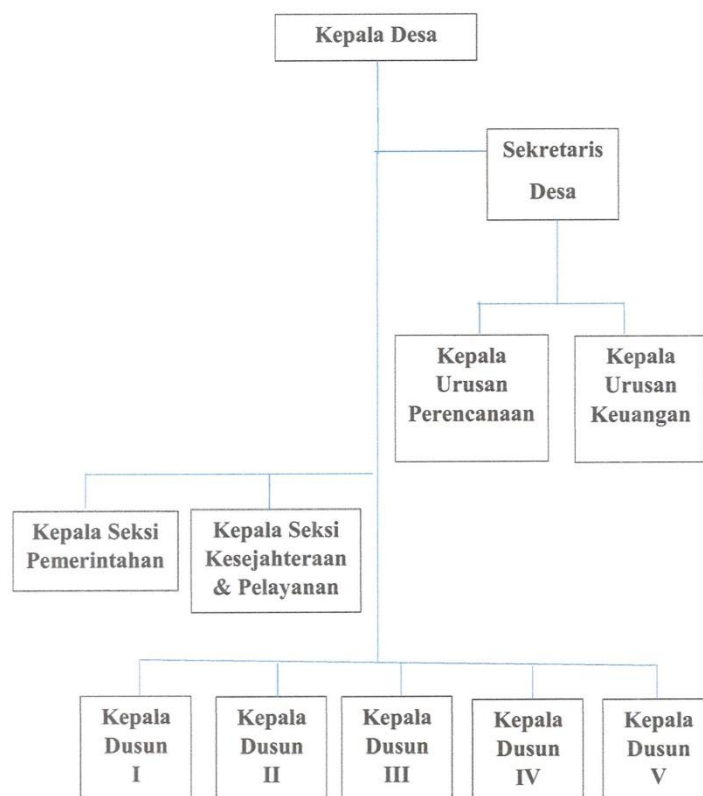 Kepala Desa
Sekretaris
Desa
Kepala
Urusan
Perencanaan
Kepala
Urusan
Keuangan
Kepala Seksi
Pemerintahan
Kepala Seksi
Kesejahteraan
& Pelayanan
Kepala
Dusun
I
Kepala
Dusun
II
Kepala
Dusun
III
Kepala
Dusun
IV
Kepala
Dusun
V